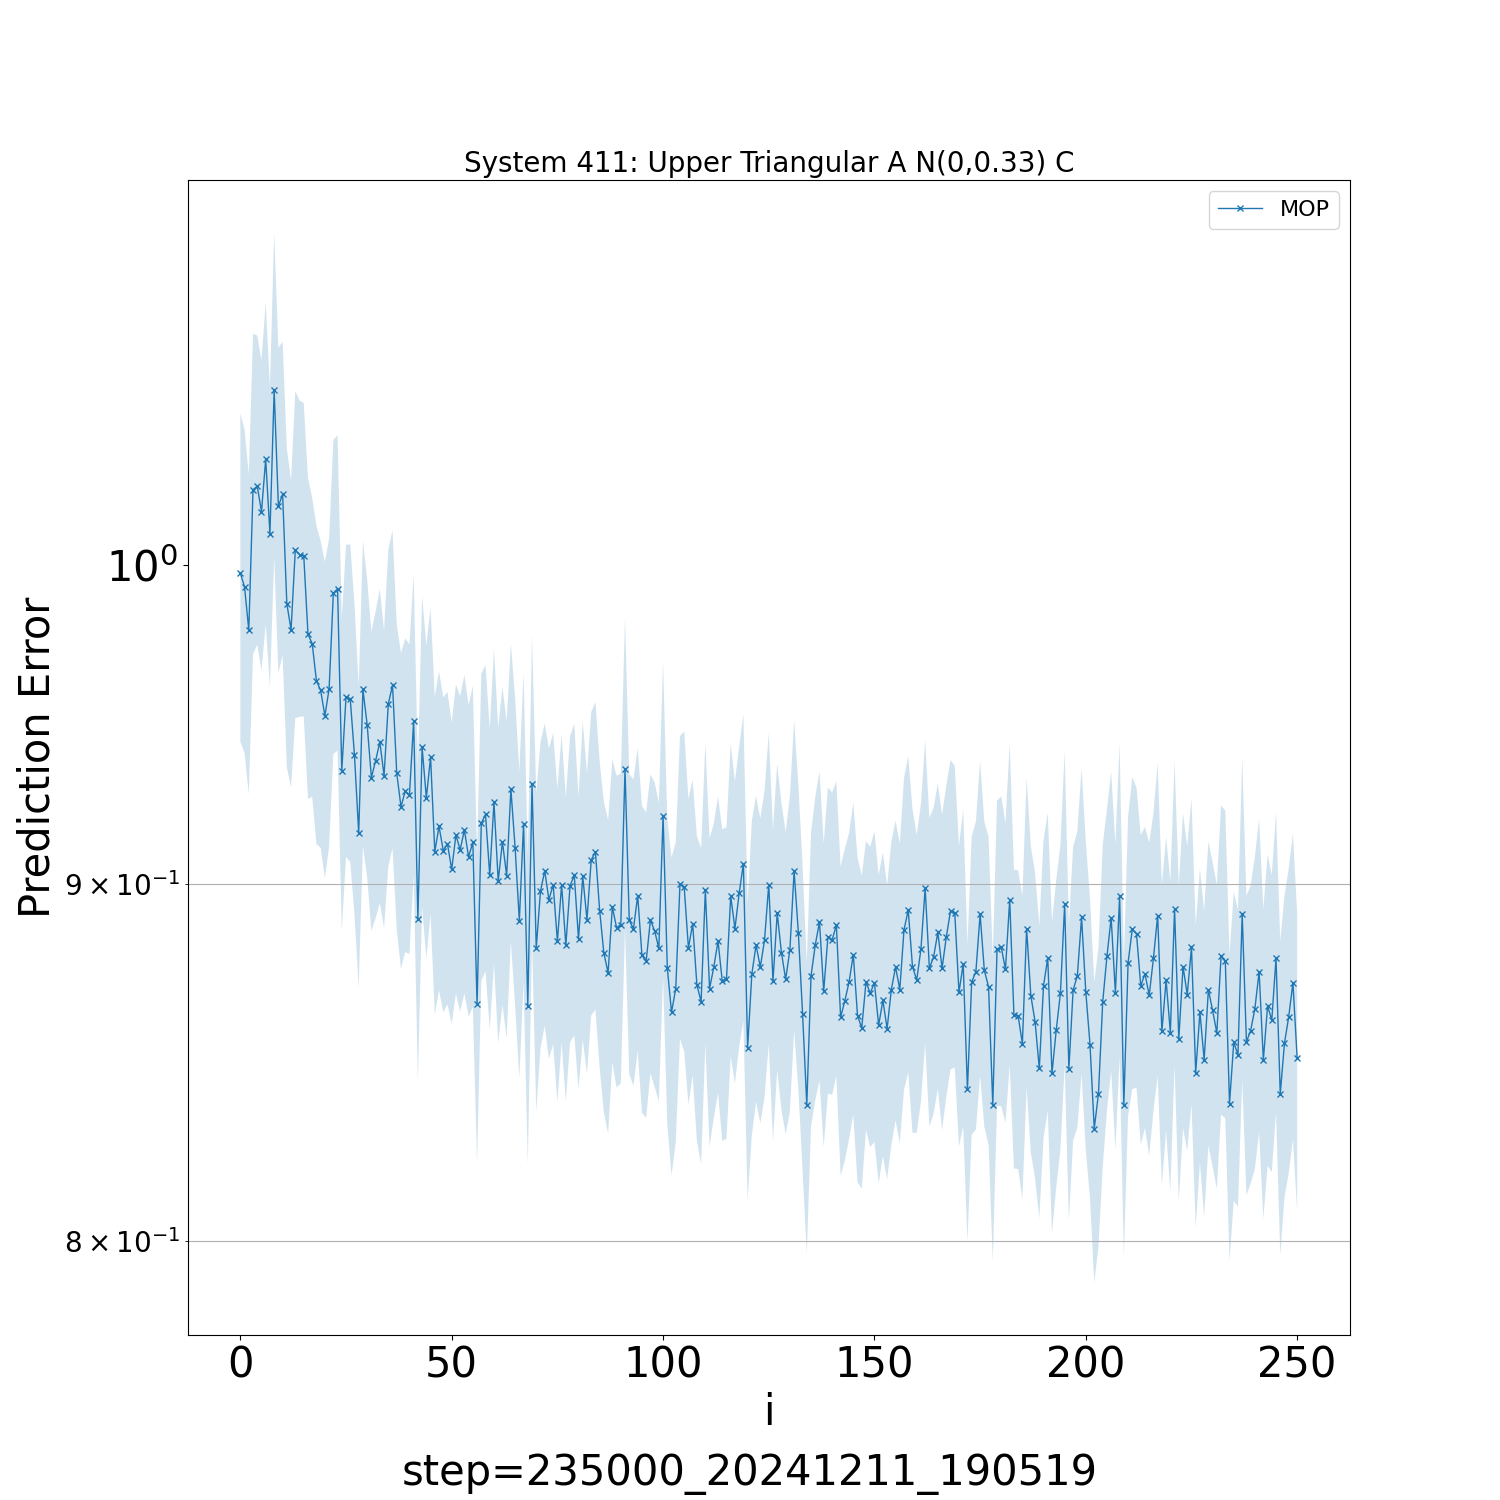 System 411: Upper Triangular A N(0,0.33) C
MOP
Prediction Error
10⁰
9 × 10⁻¹
8 × 10⁻¹
0 50 100 150 200 250
i
step=235000_20241211_190519